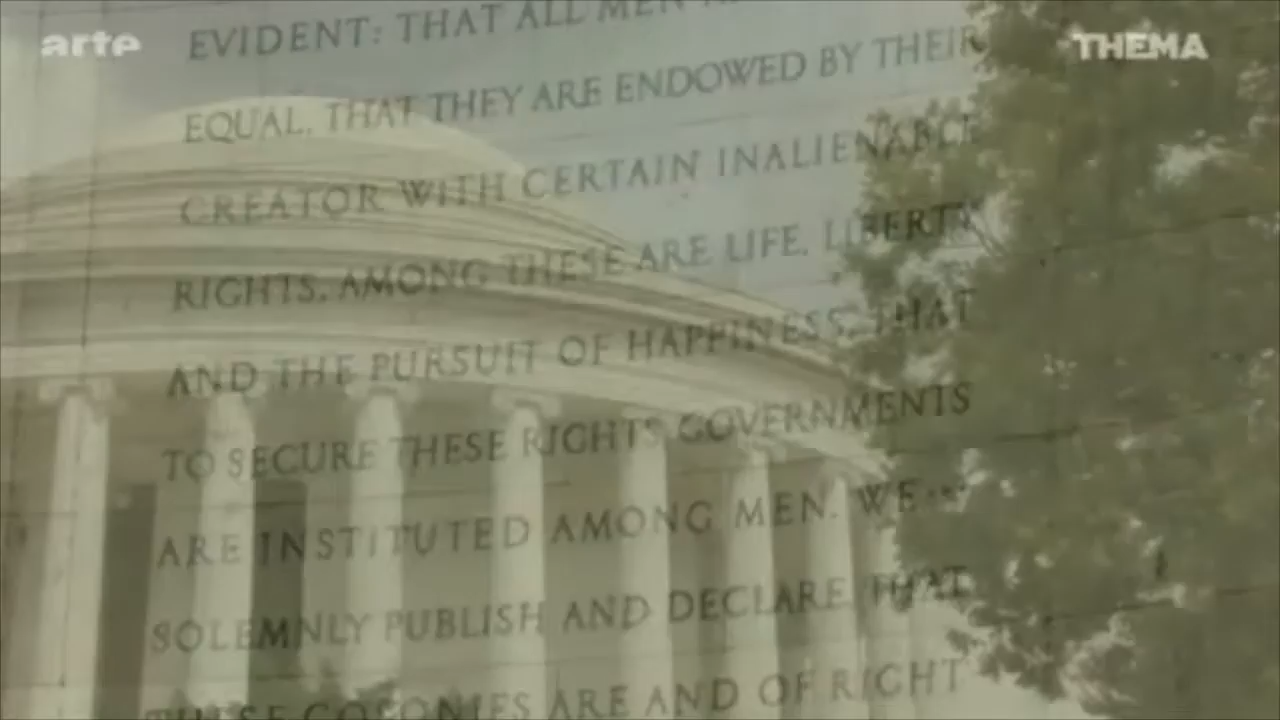 arte
THEMA
EVIDENT: THAT ALL MEN
EQUAL, THAT THEY ARE ENDOWED BY THEIR
CREATOR WITH CERTAIN INALIENABLE
RIGHTS, AMONG THESE ARE LIFE, LIBERTY
AND THE PURSUIT OF HAPPINESS, THAT
TO SECURE THESE RIGHTS GOVERNMENTS
ARE INSTITUTED AMONG MEN. WE...
SOLEMNLY PUBLISH AND DECLARE, THAT
THESE COLONIES ARE AND OF RIGHT